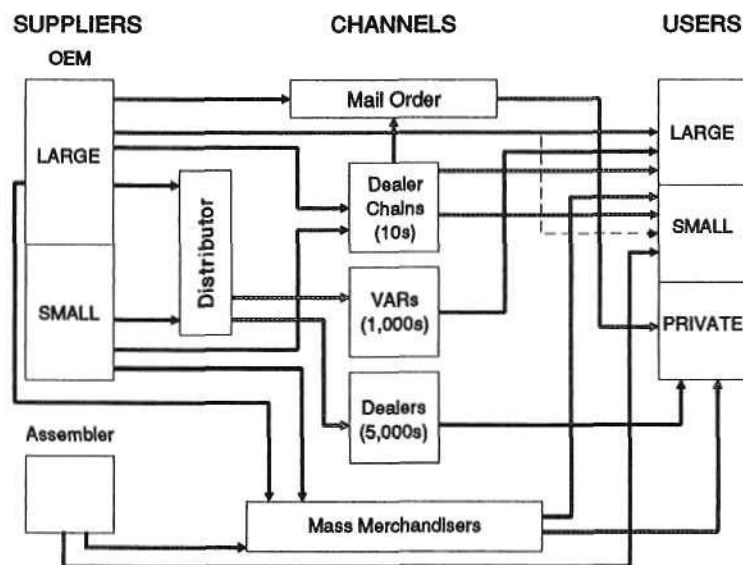 SUPPLIERS
CHANNELS
USERS
OEM
Mail Order
LARGE
LARGE
Dealer
Chains
(10s)
Distributor
SMALL
SMALL
VARs
(1,000s)
PRIVATE
Dealers
(5,000s)
Assembler
Mass Merchandisers